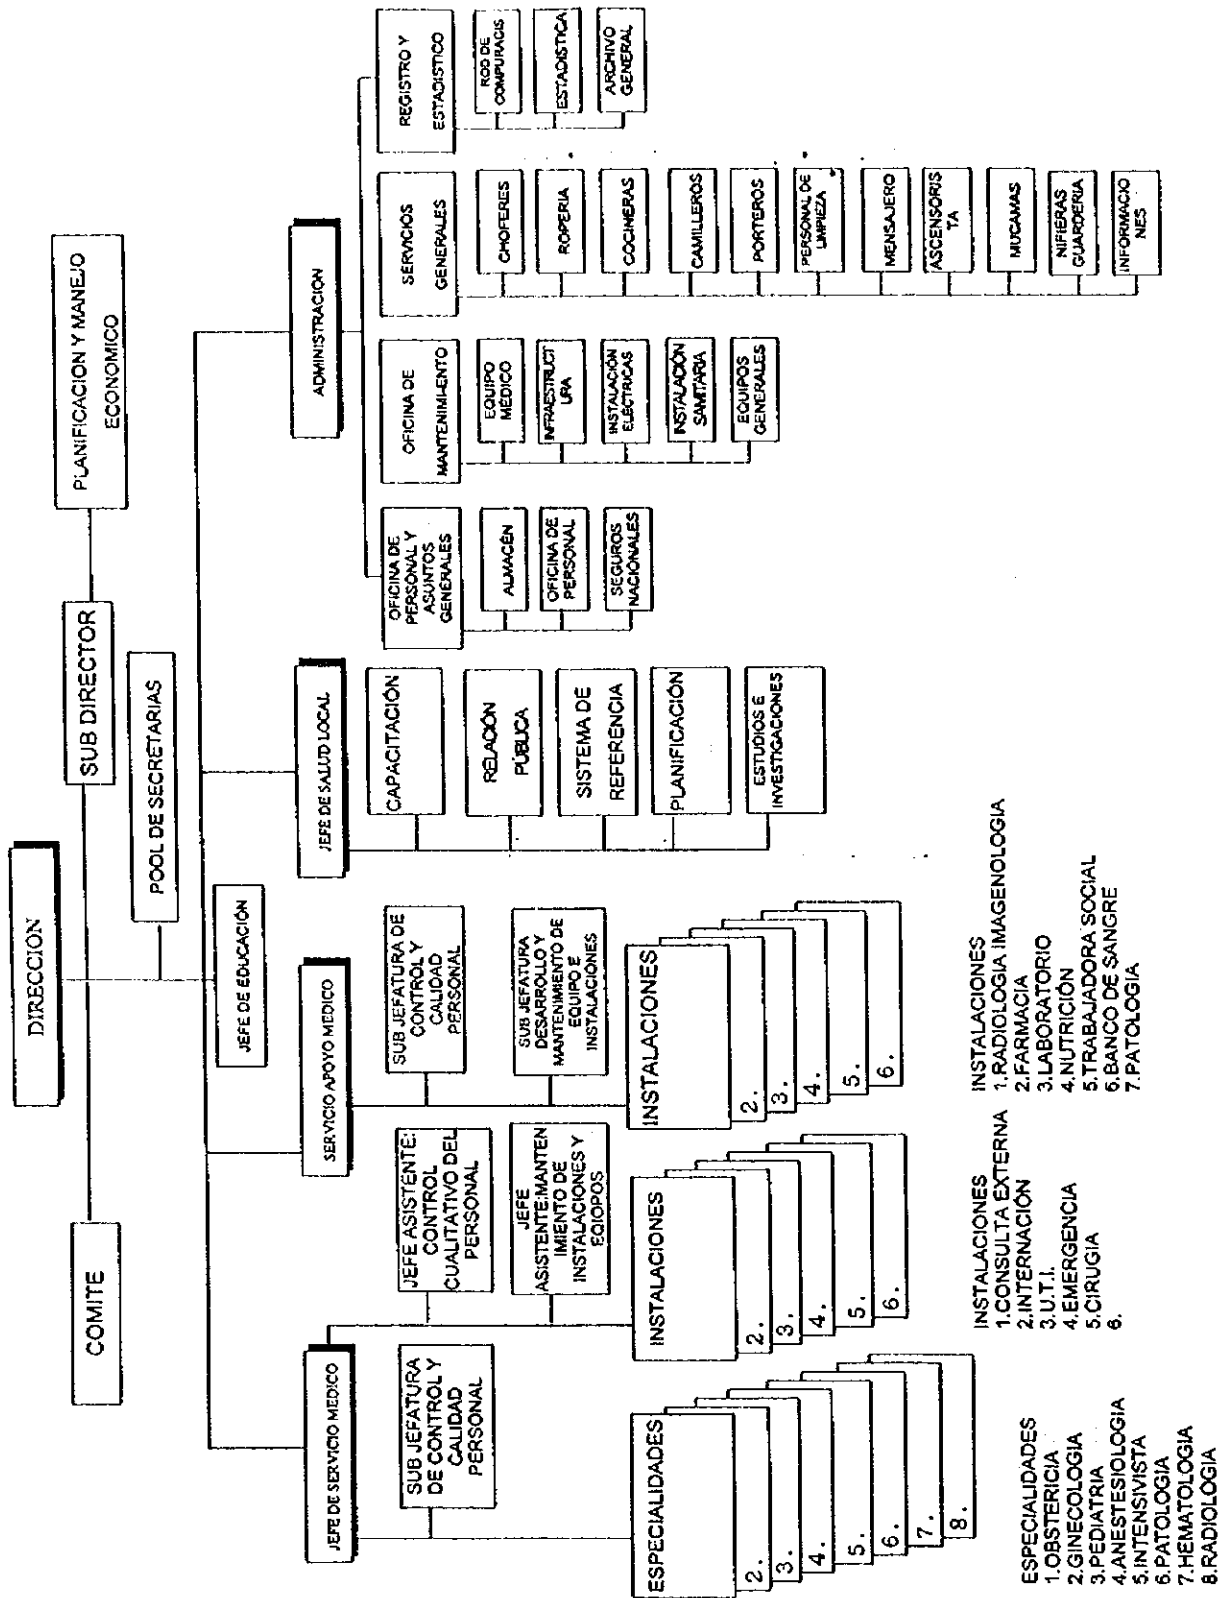 DIRECCION
COMITE
SUB DIRECTOR
PLANIFICACION Y MANEJO
ECONOMICO
POOL DE SECRETARIAS
JEFE DE EDUCACIÓN
JEFE DE SERVICIO MEDICO
SERVICIO APOYO MEDICO
JEFE DE SALUD LOCAL
ADMINISTRACION
SUB JEFATURA
DE CONTROL Y
CALIDAD
PERSONAL
ESPECIALIDADES
2.
3.
4.
5.
6.
7.
8.
JEFE ASISTENTE:
CONTROL
CUALITATIVO DEL
PERSONAL
JEFE
ASISTENTE:MANTEN
IMIENTO DE
INSTALACIONES Y
EQIOPOS
INSTALACIONES
2.
3.
4.
5.
6.
SUB JEFATURA DE
CONTROL Y
CALIDAD
PERSONAL
SUB JEFATURA
DESARROLLO Y
MANTENIMIENTO DE
EQUIPO E
INSTALACIONES
INSTALACIONES
2.
3.
4.
5.
6.
CAPACITACIÓN
RELACIÓN
PÚBLICA
SISTEMA DE
REFERENCIA
PLANIFICACIÓN
ESTUDIOS E
INVESTIGACIONES
OFICINA DE
PERSONAL Y
ASUNTOS
GENERALES
ALMACÉN
OFICINA DE
PERSONAL
SEGUROS
NACIONALES
OFICINA DE
MANTENIMIENTO
EQUIPO
MÉDICO
INFRAESTRUCT
URA
INSTALACIÓN
ELÉCTRICAS
INSTALACIÓN
SANITARIA
EQUIPOS
GENERALES
SERVICIOS
GENERALES
CHOFERES
ROPERIA
COCINERAS
CAMILLEROS
PORTEROS
PERSONAL DE
LIMPIEZA
MENSAJERO
ASCENSORIS
TA
MUCAMAS
NIFIERAS
GUARDERIA
INFORMACIO
NES
REGISTRO Y
ESTADISTICO
ROD DE
COMPURACIS
ESTADISTICA
ARCHIVO
GENERAL
ESPECIALIDADES
1.OBSTERICIA
2.GINECOLOGIA
3.PEDIATRIA
4.ANESTESIOLOGIA
5.INTENSIVISTA
6.PATOLOGIA
7.HEMATOLOGIA
8.RADIOLOGIA
INSTALACIONES
1.CONSULTA EXTERNA
2.INTERNACIÓN
3.U.T.I.
4.EMERGENCIA
5.CIRUGIA
6.
INSTALACIONES
1.RADIOLOGIA IMAGENOLOGIA
2.FARMACIA
3.LABORATORIO
4.NUTRICIÓN
5.TRABAJADORA SOCIAL
6.BANCO DE SANGRE
7.PATOLOGIA